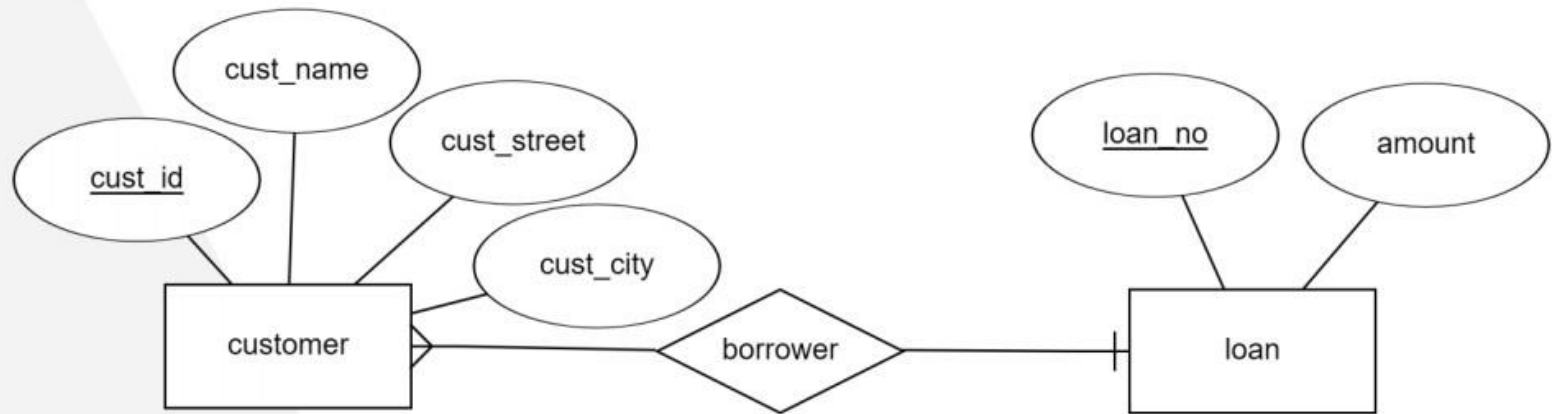 cust_name
cust_street
cust_id
cust_city
customer
borrower
loan_no
amount
loan